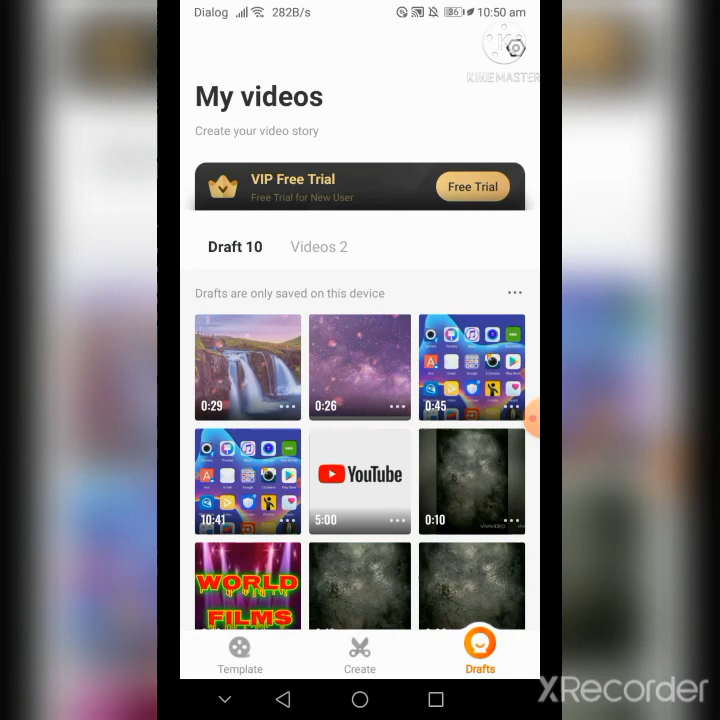 Dialog 282B/s 36 10:50 am
KINEMASTER
My videos
Create your video story
VIP Free Trial
Free Trial for New User
Free Trial
Draft 10 Videos 2
Drafts are only saved on this device
0:29 0:26 0:45
YouTube
10:41 5:00 0:10
VIVAVIDEO
WORLD
FILMS
Template Create Drafts
XRecorder